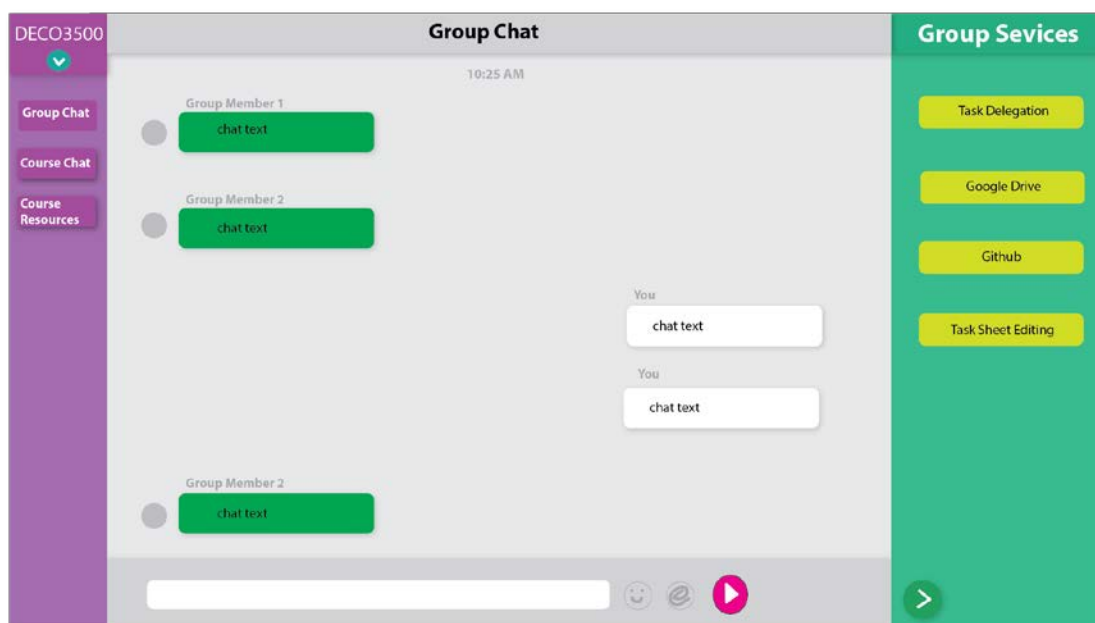 DECO3500
Group Chat
Course Chat
Course
Resources
Group Chat
10:25 AM
Group Member 1
chat text
Group Member 2
chat text
You
chat text
You
chat text
Group Member 2
chat text
Group Sevices
Task Delegation
Google Drive
Github
Task Sheet Editing